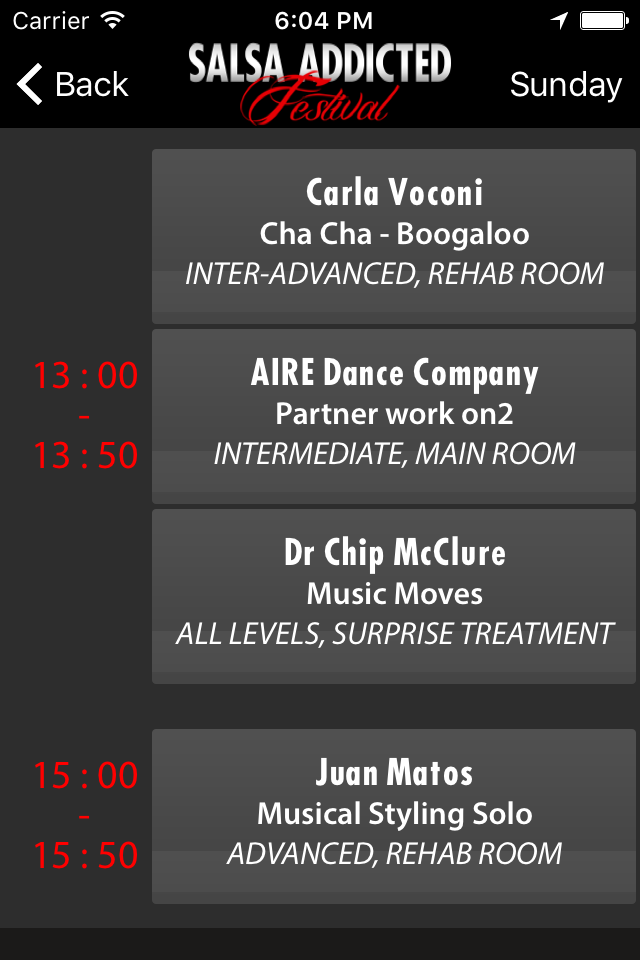 Carrier 6:04 PM
Back SALSA ADDICTED Festival Sunday
Carla Voconi
Cha Cha - Boogaloo
INTER-ADVANCED, REHAB ROOM
13 : 00
-
13 : 50
AIRE Dance Company
Partner work on2
INTERMEDIATE, MAIN ROOM
Dr Chip McClure
Music Moves
ALL LEVELS, SURPRISE TREATMENT
15 : 00
-
15 : 50
Juan Matos
Musical Styling Solo
ADVANCED, REHAB ROOM